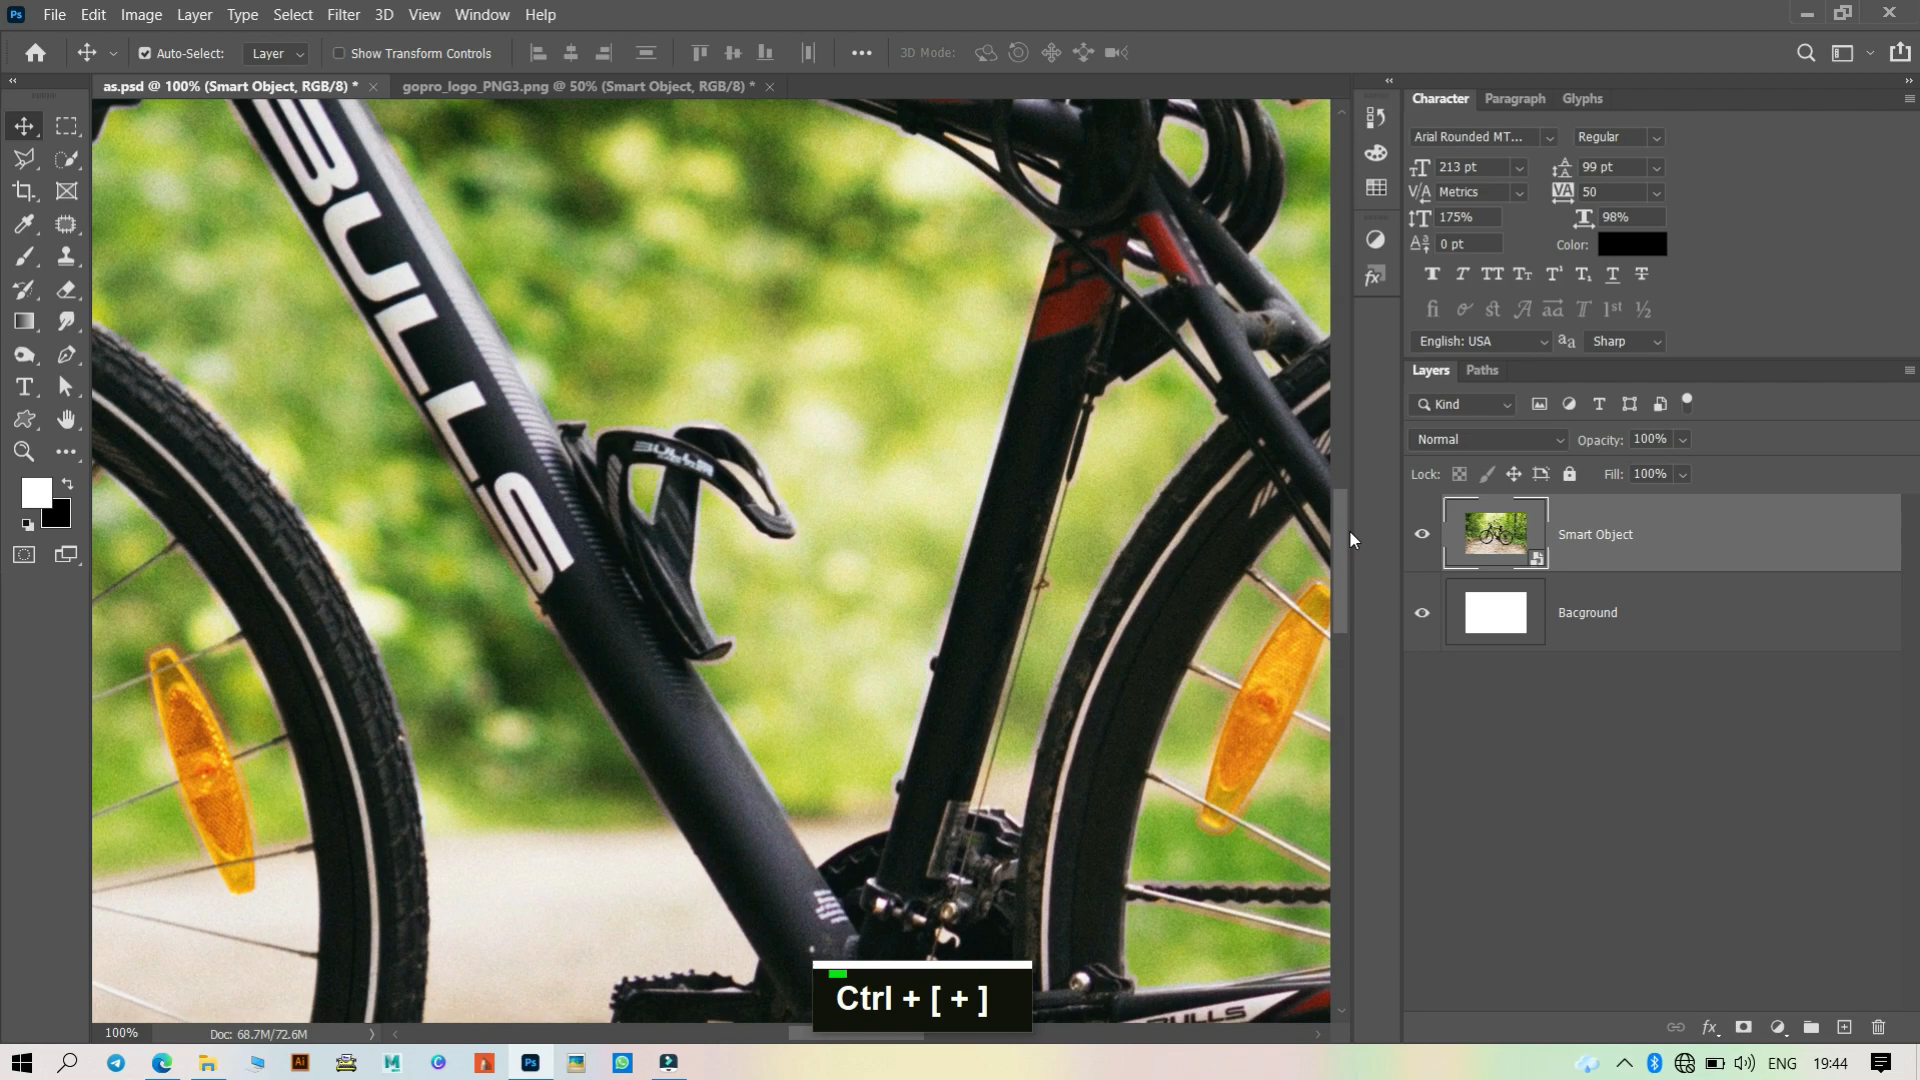 File Edit Image Layer Type Select Filter 3D View Window Help
Auto-Select: Layer Show Transform Controls 3D Mode:
as.psd @ 100% (Smart Object, RGB/8) * gopro_logo_PNG3.png @ 50% (Smart Object, RGB/8) *
Character Paragraph Glyphs
Arial Rounded MT... Regular
213 pt 99 pt
Metrics 50
175% 98%
0 pt Color:
English: USA Sharp
Layers Paths
Kind
Normal Opacity: 100%
Lock: Fill: 100%
Smart Object
Bacground
BULLS
BULLS
BULLS
Ctrl + [ + ]
100% Doc: 68.7M/72.6M
ENG 19:44